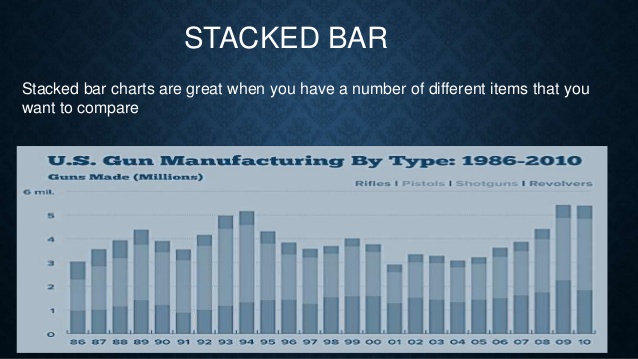 STACKED BAR
Stacked bar charts are great when you have a number of different items that you
want to compare
U.S. Gun Manufacturing By Type: 1986-2010
Guns Made (Millions)
Rifles | Pistols | Shotguns | Revolvers
6 mil.
5
4
3
2
1
0
86 87 88 89 90 91 92 93 94 95 96 97 98 99 00 01 02 03 04 05 06 07 08 09 10